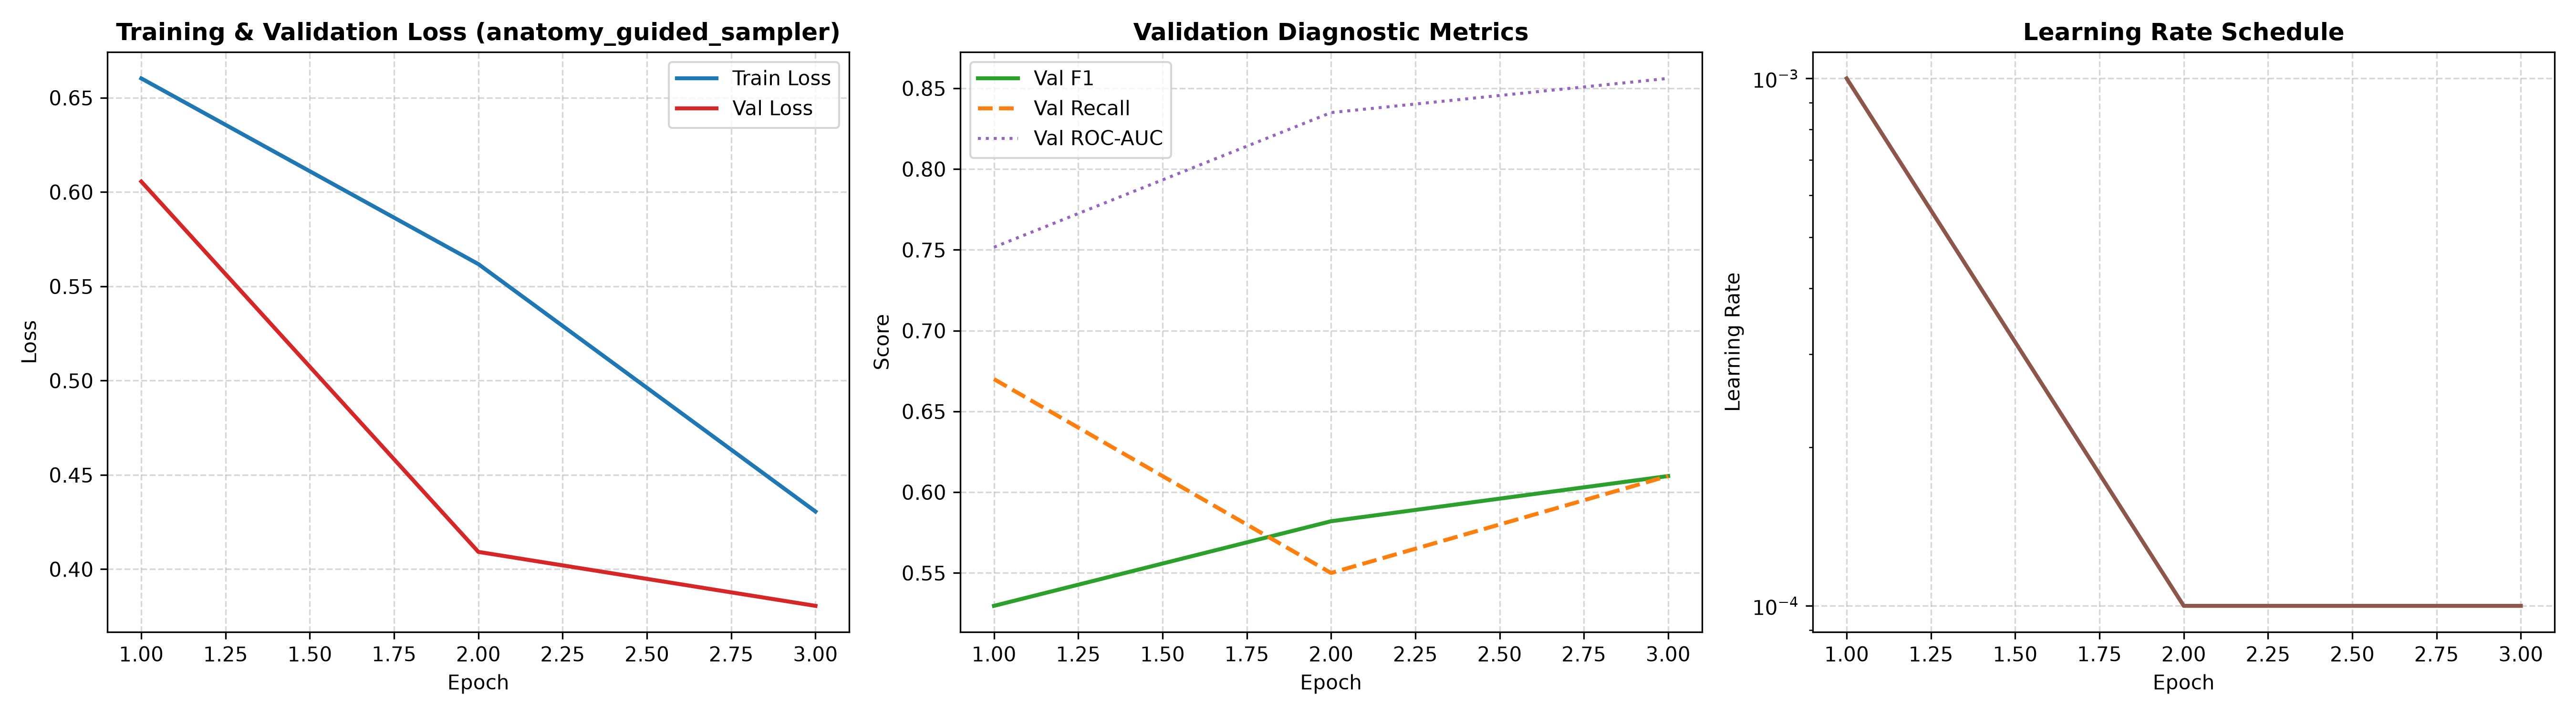 Training & Validation Loss (anatomy_guided_sampler)
Train Loss
Val Loss
Loss
0.65
0.60
0.55
0.50
0.45
0.40
1.00 1.25 1.50 1.75 2.00 2.25 2.50 2.75 3.00
Epoch
Validation Diagnostic Metrics
Val F1
Val Recall
Val ROC-AUC
Score
0.85
0.80
0.75
0.70
0.65
0.60
0.55
1.00 1.25 1.50 1.75 2.00 2.25 2.50 2.75 3.00
Epoch
Learning Rate Schedule
Learning Rate
10⁻³
10⁻⁴
1.00 1.25 1.50 1.75 2.00 2.25 2.50 2.75 3.00
Epoch